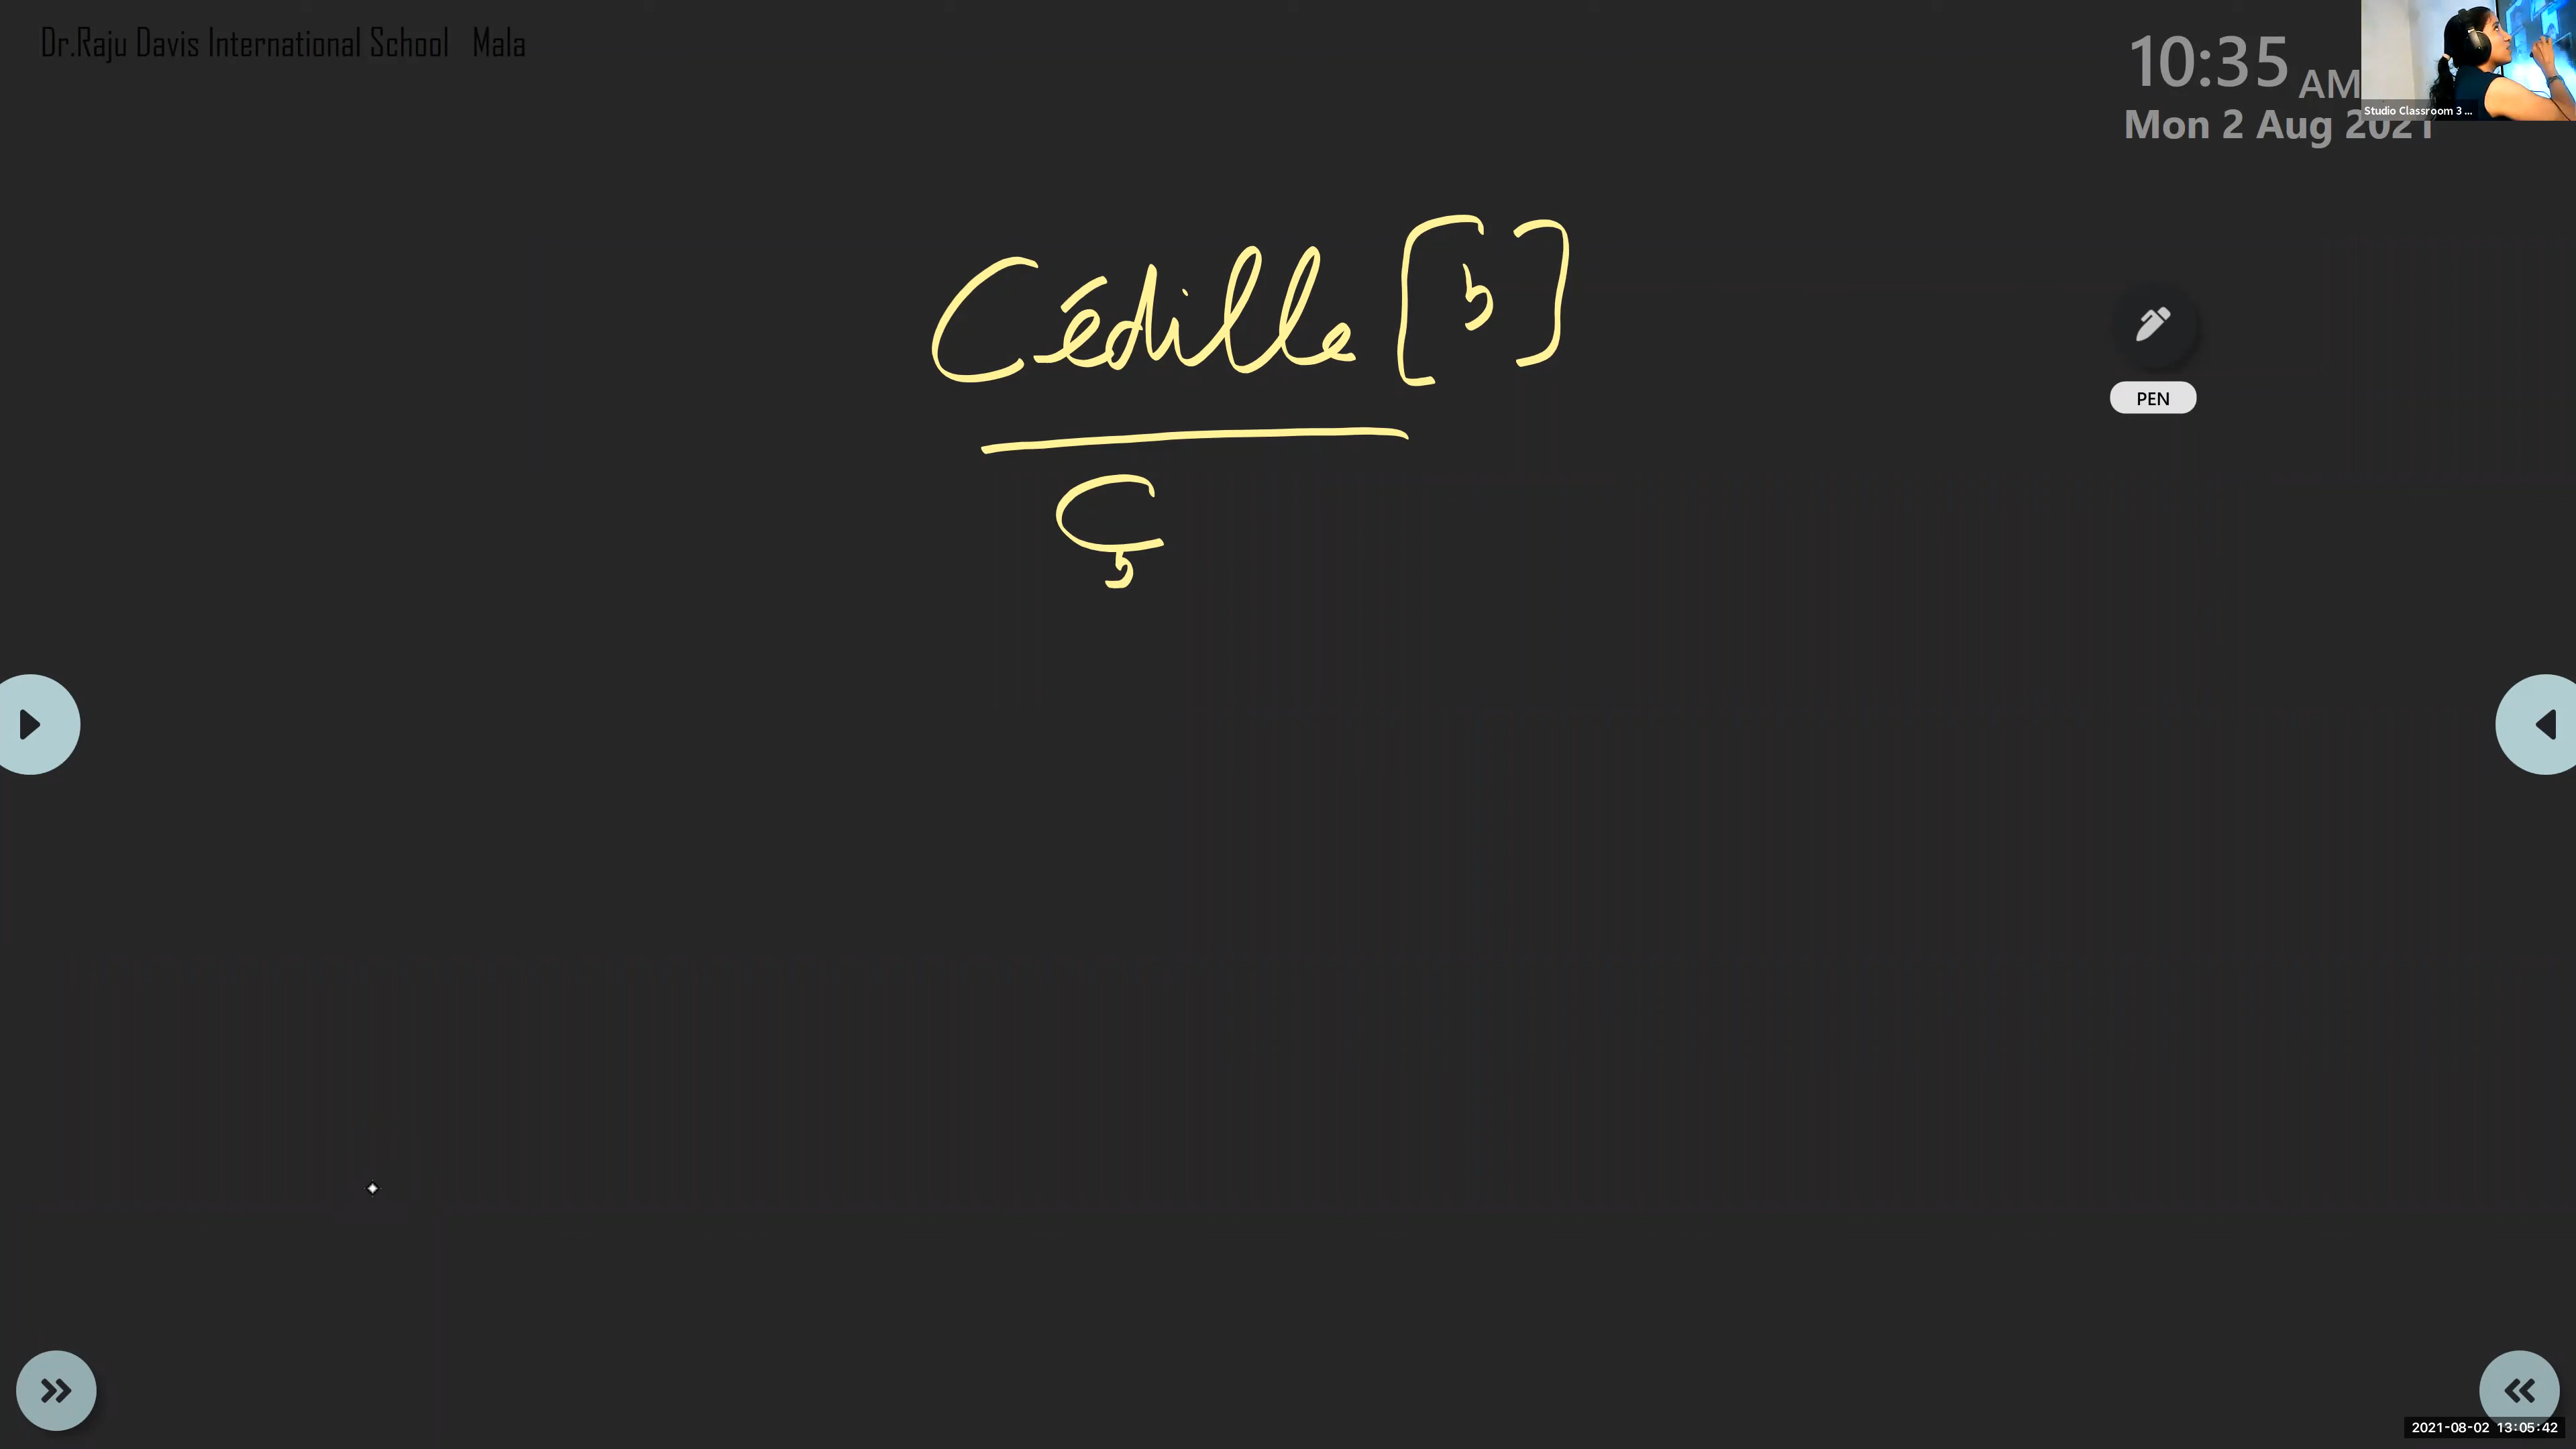 Dr.Raju Davis International School Mala
10:35 AM
Mon 2 Aug 2021
Studio Classroom 3 ...
Cédille [ ̧ ]
PEN
Ç
2021-08-02 13:05:42